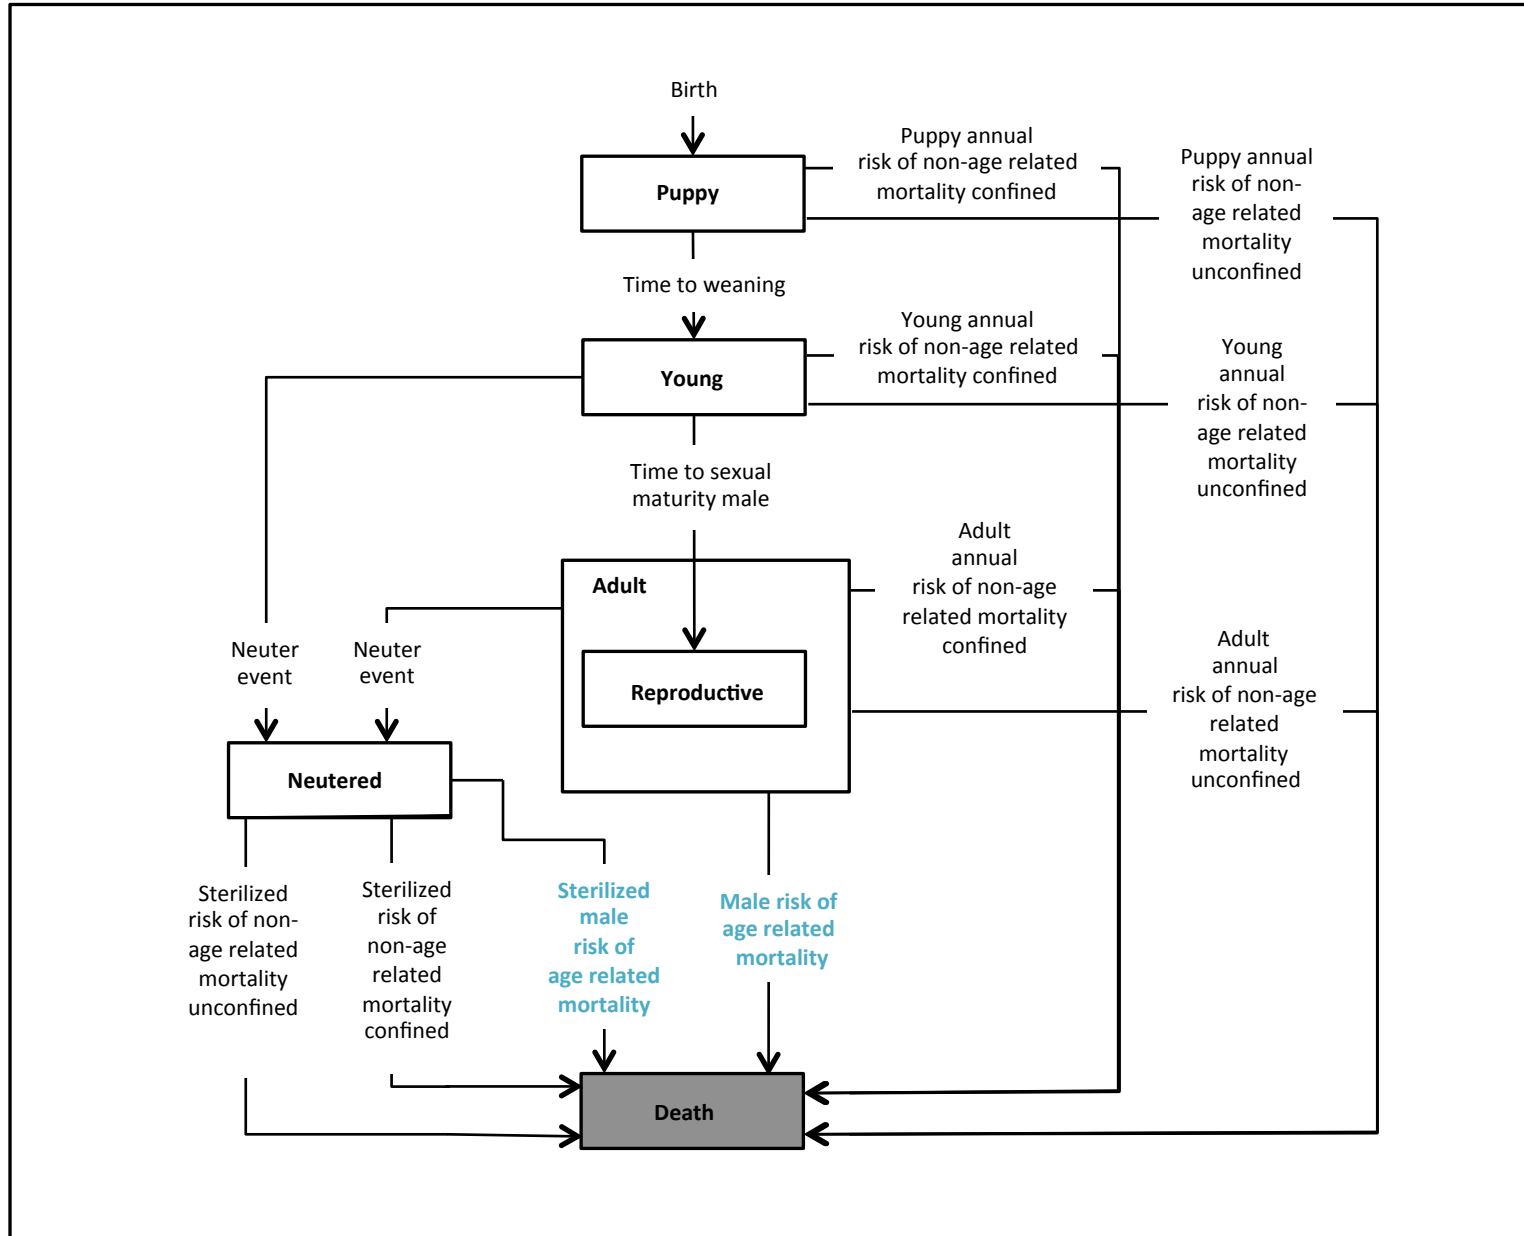 Birth
Puppy annual
risk of non-age related
mortality confined
Puppy annual
risk of non-
age related
mortality
unconfined
Puppy
Time to weaning
Young annual
risk of non-age related
mortality confined
Young
annual
risk of non-
age related
mortality
unconfined
Young
Time to sexual
maturity male
Adult
annual
risk of non-age
related mortality
confined
Adult
Reproductive
Adult
annual
risk of non-age
related
mortality
unconfined
Neuter
event
Neuter
event
Neutered
Sterilized
risk of non-
age related
mortality
unconfined
Sterilized
risk of
non-age
related
mortality
confined
Sterilized
male
risk of
age related
mortality
Male risk of
age related
mortality
Death